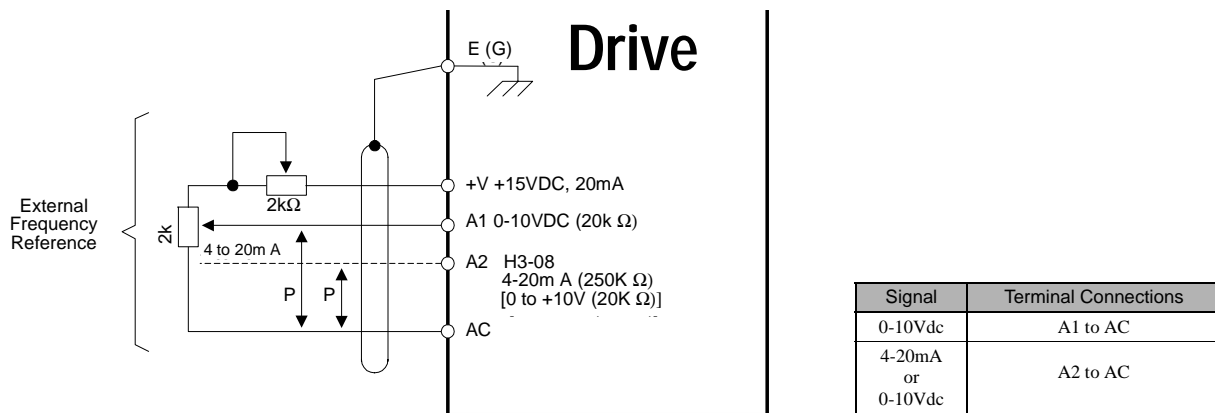 Drive
E (G)
External
Frequency
Reference
2k
2kΩ
4 to 20m A
P
P
+V +15VDC, 20mA
A1 0-10VDC (20k Ω)
A2 H3-08
4-20m A (250K Ω)
[0 to +10V (20K Ω)]
AC
Signal Terminal Connections
0-10Vdc A1 to AC
4-20mA
or
0-10Vdc
A2 to AC